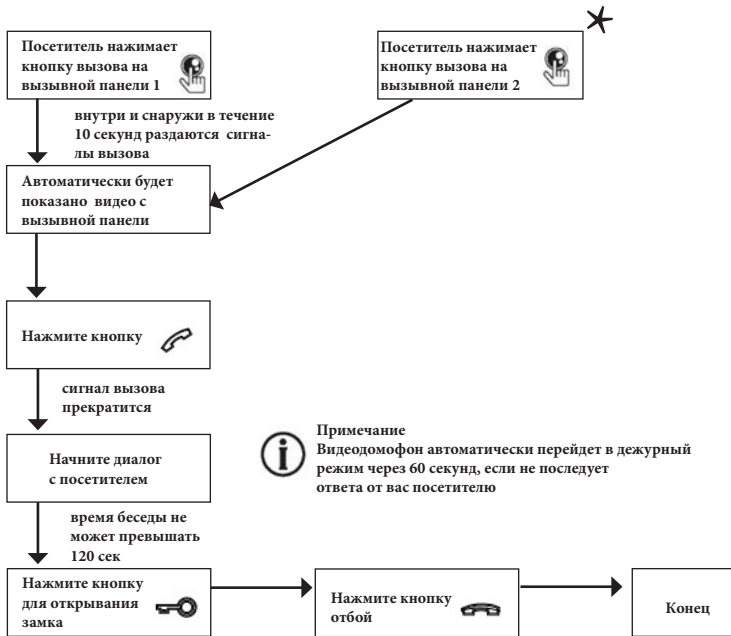 Посетитель нажимает
кнопку вызова на
вызывной панели 1
Посетитель нажимает
кнопку вызова на
вызывной панели 2
внутри и снаружи в течение
10 секунд раздаются сигна-
лы вызова
Автоматически будет
показано видео с
вызывной панели
Нажмите кнопку
сигнал вызова
прекратится
Начните диалог
с посетителем
Примечание
Видеодомофон автоматически перейдет в дежурный
режим через 60 секунд, если не последует
ответа от вас посетителю
время беседы не
может превышать
120 сек
Нажмите кнопку
для открывания
замка
Нажмите кнопку
отбой
Конец